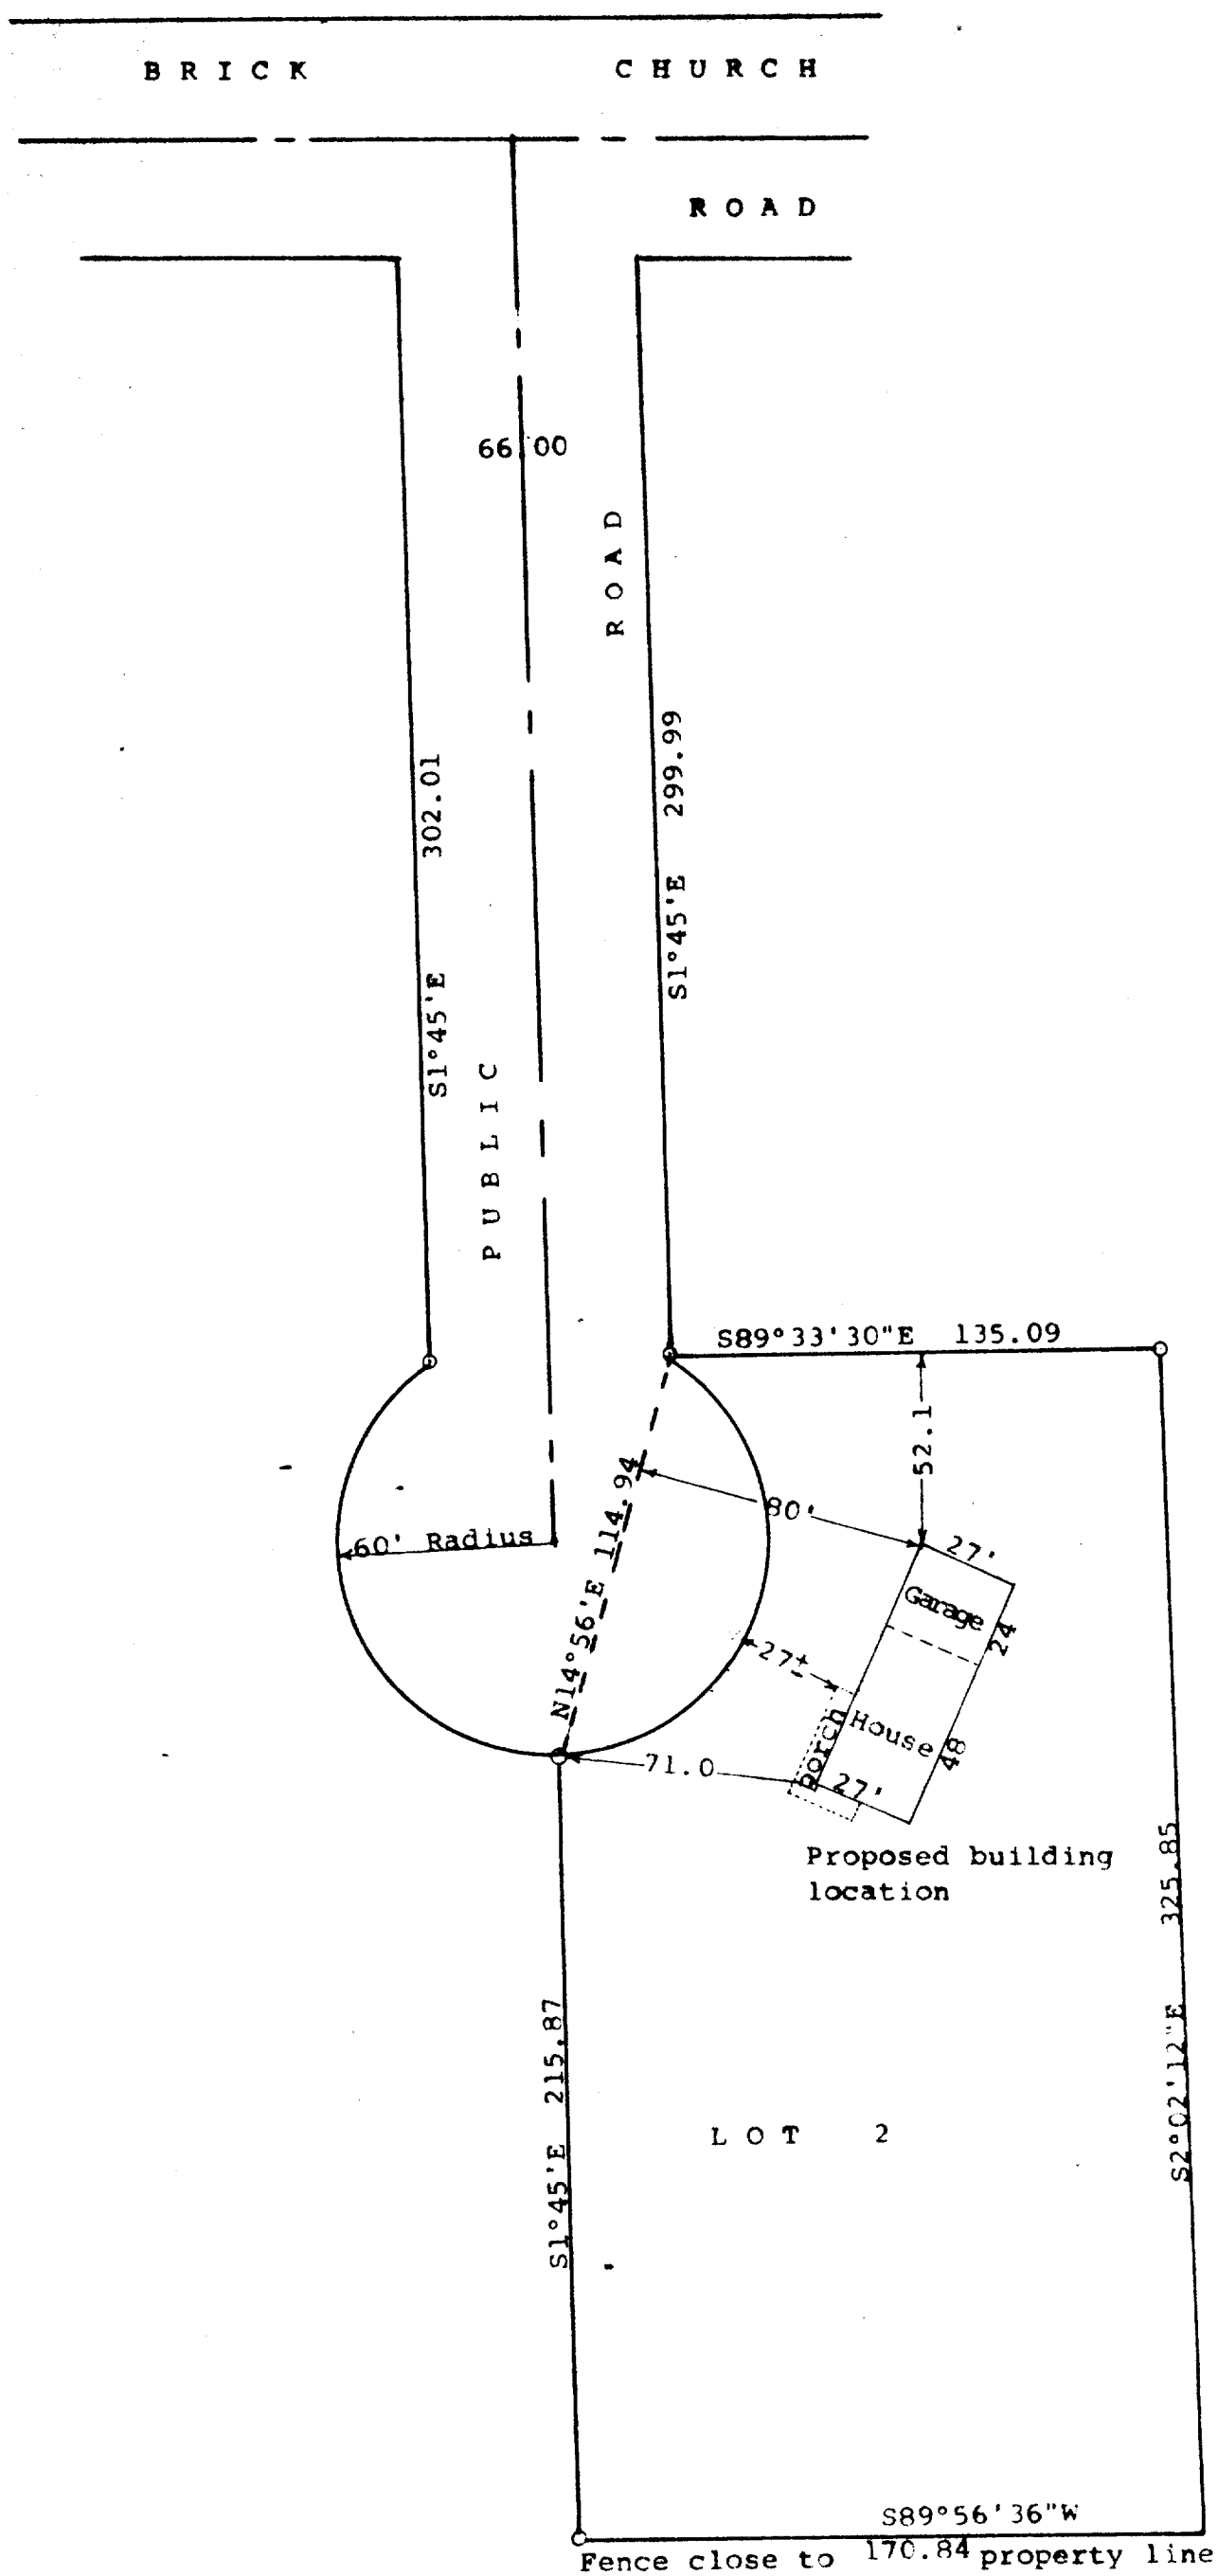 BRICK CHURCH
ROAD
66.00
ROAD
S1°45'E 302.01
S1°45'E 299.99
PUBLIC
S89°33'30"E 135.09
52.1
80'
60' Radius
N14°56'E 114.94
27'
Garage
24
27±
Porch
House
48
71.0
27'
Proposed building
location
S2°02'12"E 325.85
S1°45'E 215.87
LOT 2
S89°56'36"W
Fence close to 170.84 property line